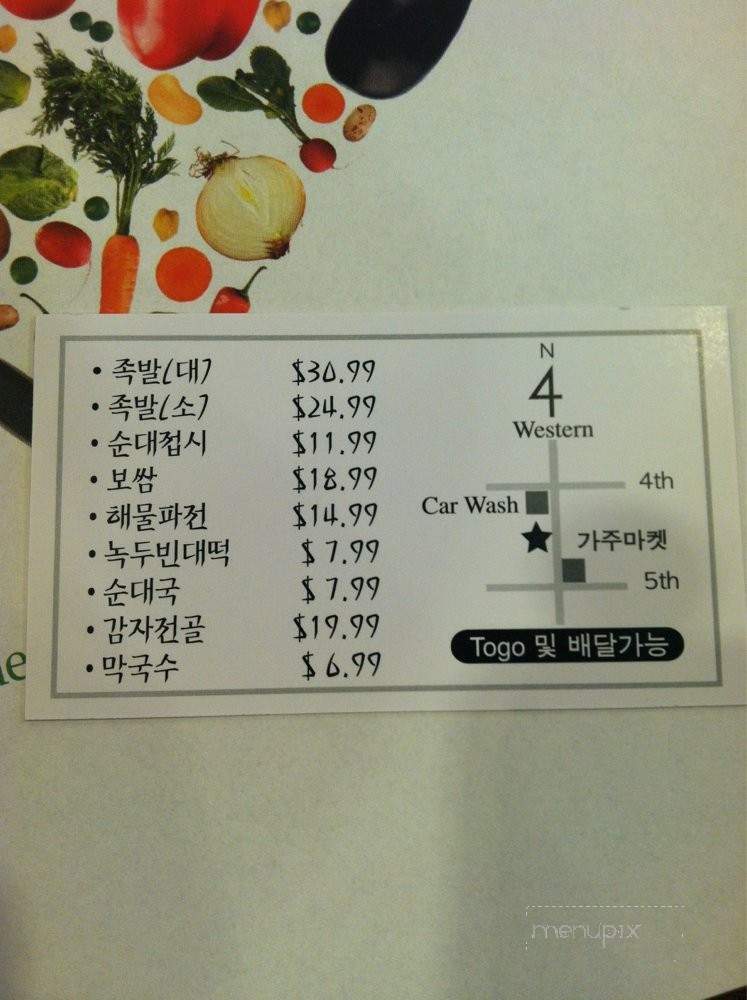 • 족발(대) $30.99
• 족발(소) $24.99
• 순대접시 $11.99
• 보쌈 $18.99
• 해물파전 $14.99
• 녹두빈대떡 $ 7.99
• 순대국 $ 7.99
• 감자전골 $19.99
• 막국수 $ 6.99
N
4
Western
4th
Car Wash
가주마켓
5th
Togo 및 배달가능
menupix